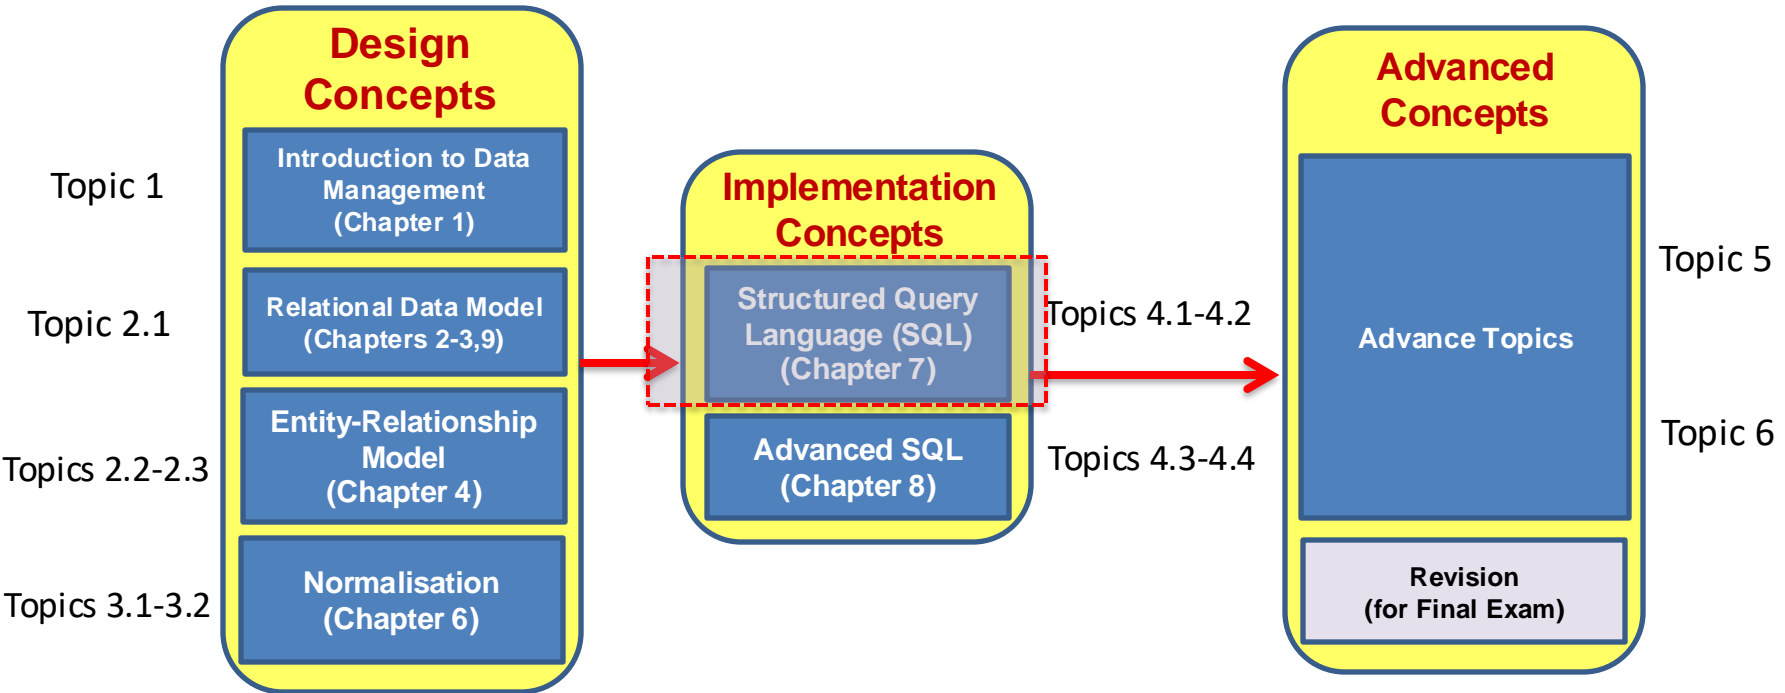 Design
Concepts
Topic 1
Introduction to Data
Management
(Chapter 1)
Topic 2.1
Relational Data Model
(Chapters 2-3,9)
Topics 2.2-2.3
Entity-Relationship
Model
(Chapter 4)
Topics 3.1-3.2
Normalisation
(Chapter 6)
Implementation
Concepts
Structured Query
Language (SQL)
(Chapter 7)
Topics 4.1-4.2
Advanced SQL
(Chapter 8)
Topics 4.3-4.4
Advanced
Concepts
Advance Topics
Topic 5
Topic 6
Revision
(for Final Exam)